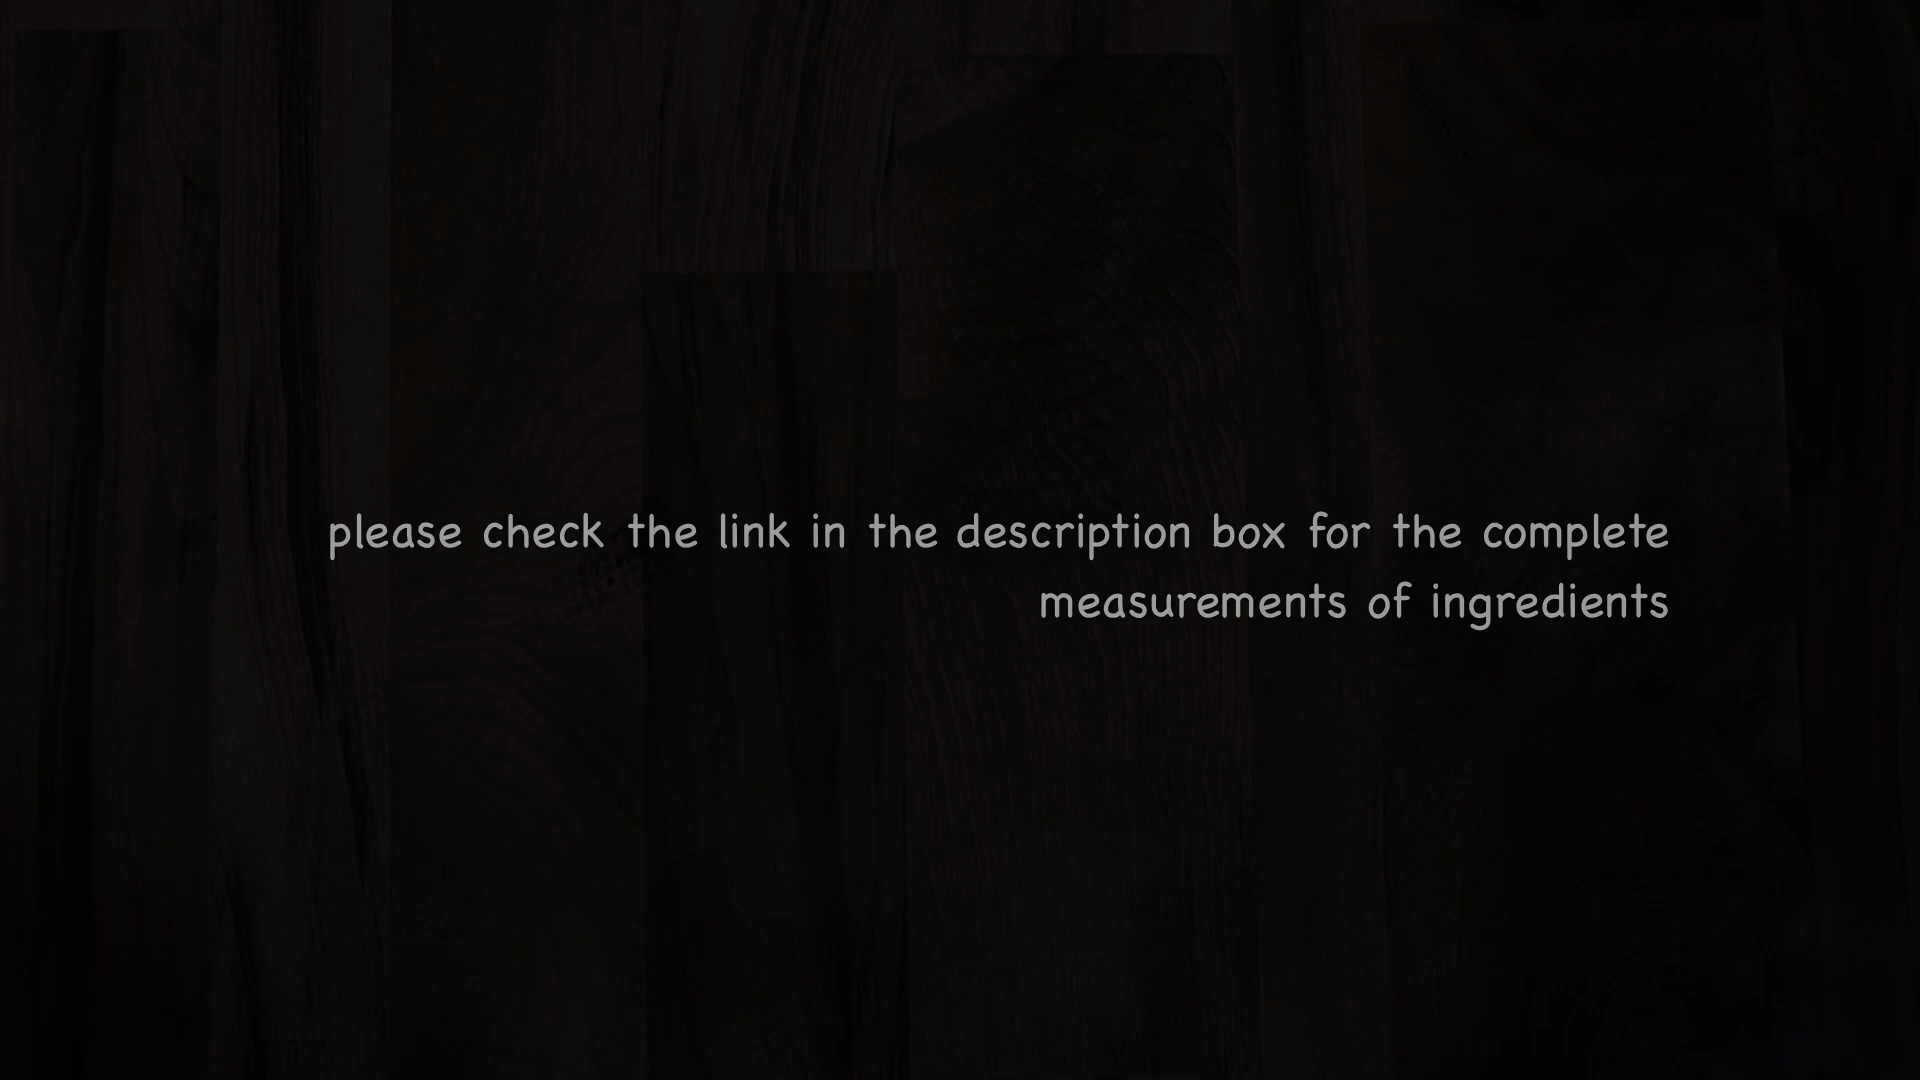 please check the link in the description box for the complete
measurements of ingredients